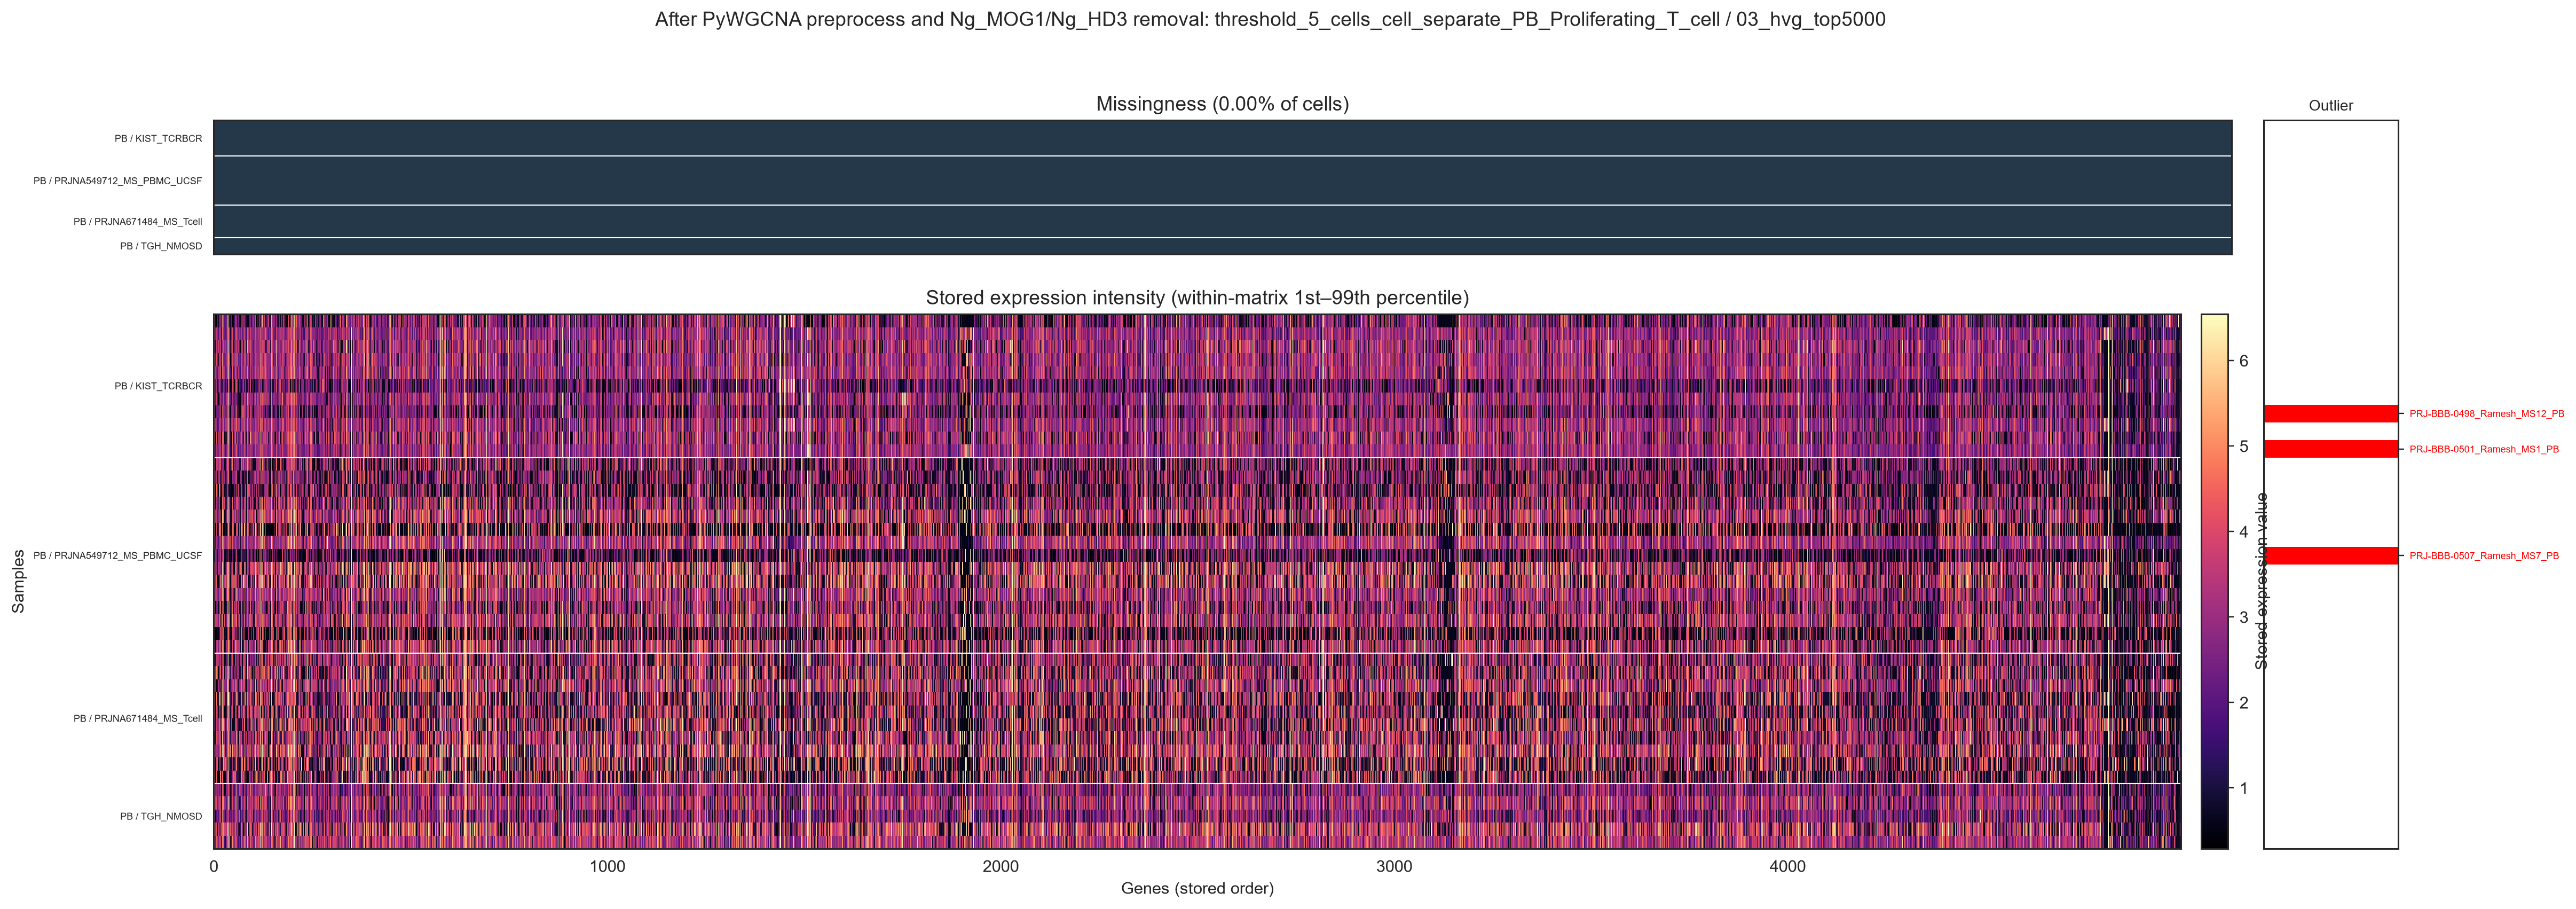 After PyWGCNA preprocess and Ng_MOG1/Ng_HD3 removal: threshold_5_cells_cell_separate_PB_Proliferating_T_cell / 03_hvg_top5000
Missingness (0.00% of cells)
Outlier
PB / KIST_TCRBCR
PB / PRJNA549712_MS_PBMC_UCSF
PB / PRJNA671484_MS_Tcell
PB / TGH_NMOSD
Stored expression intensity (within-matrix 1st–99th percentile)
Samples
PB / KIST_TCRBCR
PB / PRJNA549712_MS_PBMC_UCSF
PB / PRJNA671484_MS_Tcell
PB / TGH_NMOSD
0
1000
2000
3000
4000
Genes (stored order)
6
5
4
3
2
1
Stored expression value
PRJ-BBB-0498_Ramesh_MS12_PB
PRJ-BBB-0501_Ramesh_MS1_PB
PRJ-BBB-0507_Ramesh_MS7_PB